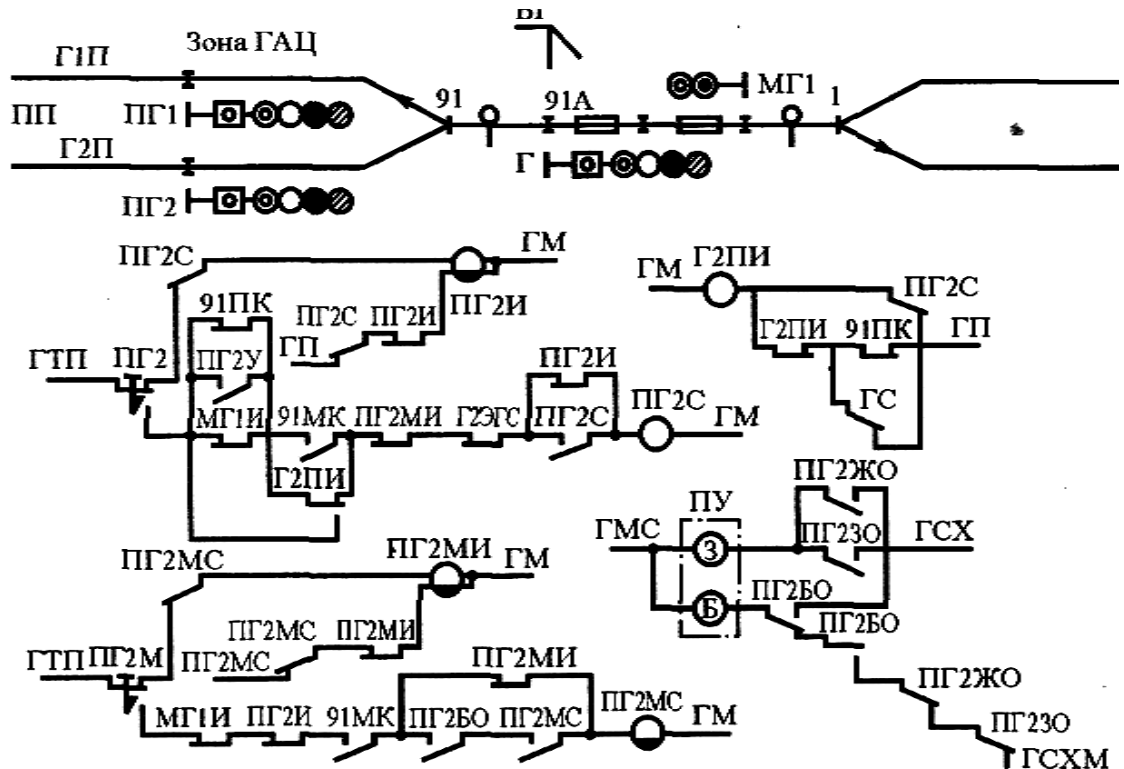 ВГ
Зона ГАЦ
Г1П
МГ1
91
91А
1
ПП
ПГ1
Г2П
Г
ПГ2
ПГ2С
ГМ
Г2ПИ
ГМ
ПГ2С
ПГ2И
91ПК
ПГ2С
ПГ2И
Г2ПИ
91ПК
ГП
ГТП
ПГ2
ПГ2У
ГП
ПГ2И
ГС
МГ1И
91МК
ПГ2МИ
Г2ЭГС
ПГ2С
ПГ2С
ГМ
Г2ПИ
ПГ2ЖО
ПУ
ГМС
З
ПГ2ЗО
ГСХ
ПГ2МС
ПГ2МИ
ГМ
Б
ПГ2БО
ПГ2БО
ПГ2МС
ПГ2МИ
ГТП
ПГ2М
ПГ2МС
ПГ2МИ
ПГ2ЖО
МГ1И
ПГ2И
91МК
ПГ2БО
ПГ2МС
ПГ2МС
ГМ
ПГ2ЗО
ГСХМ